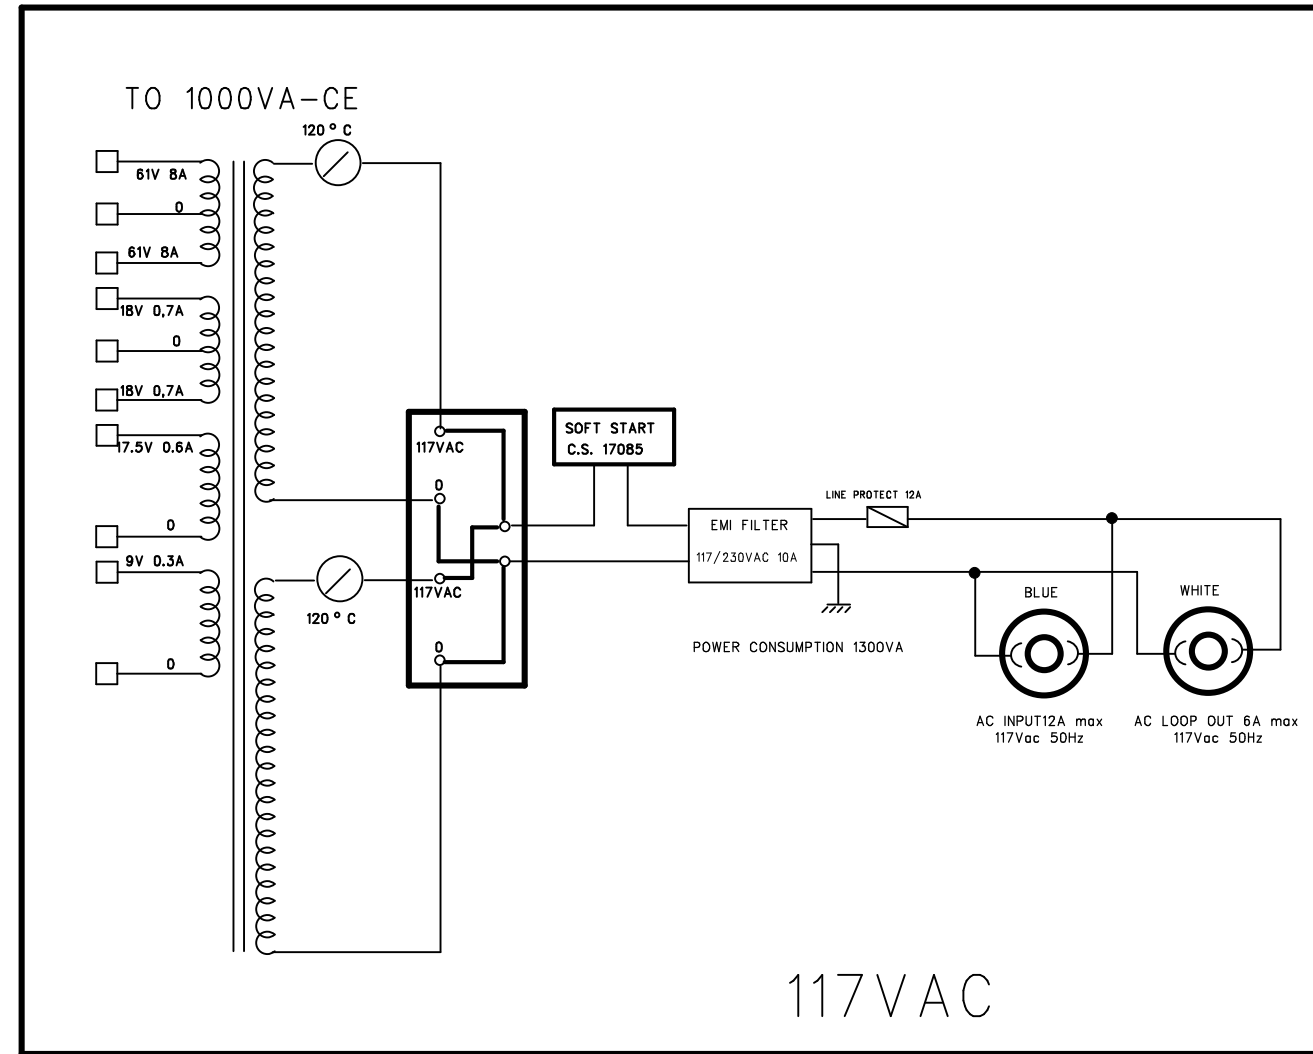 TO 1000VA-CE
120° C
61V 8A
0
61V 8A
18V 0,7A
0
18V 0,7A
17.5V 0.6A
0
9V 0.3A
0
120° C
117VAC
0
117VAC
0
SOFT START
C.S. 17085
EMI FILTER
117/230VAC 10A
LINE PROTECT 12A
POWER CONSUMPTION 1300VA
BLUE
WHITE
AC INPUT12A max
117Vac 50Hz
AC LOOP OUT 6A max
117Vac 50Hz
117VAC